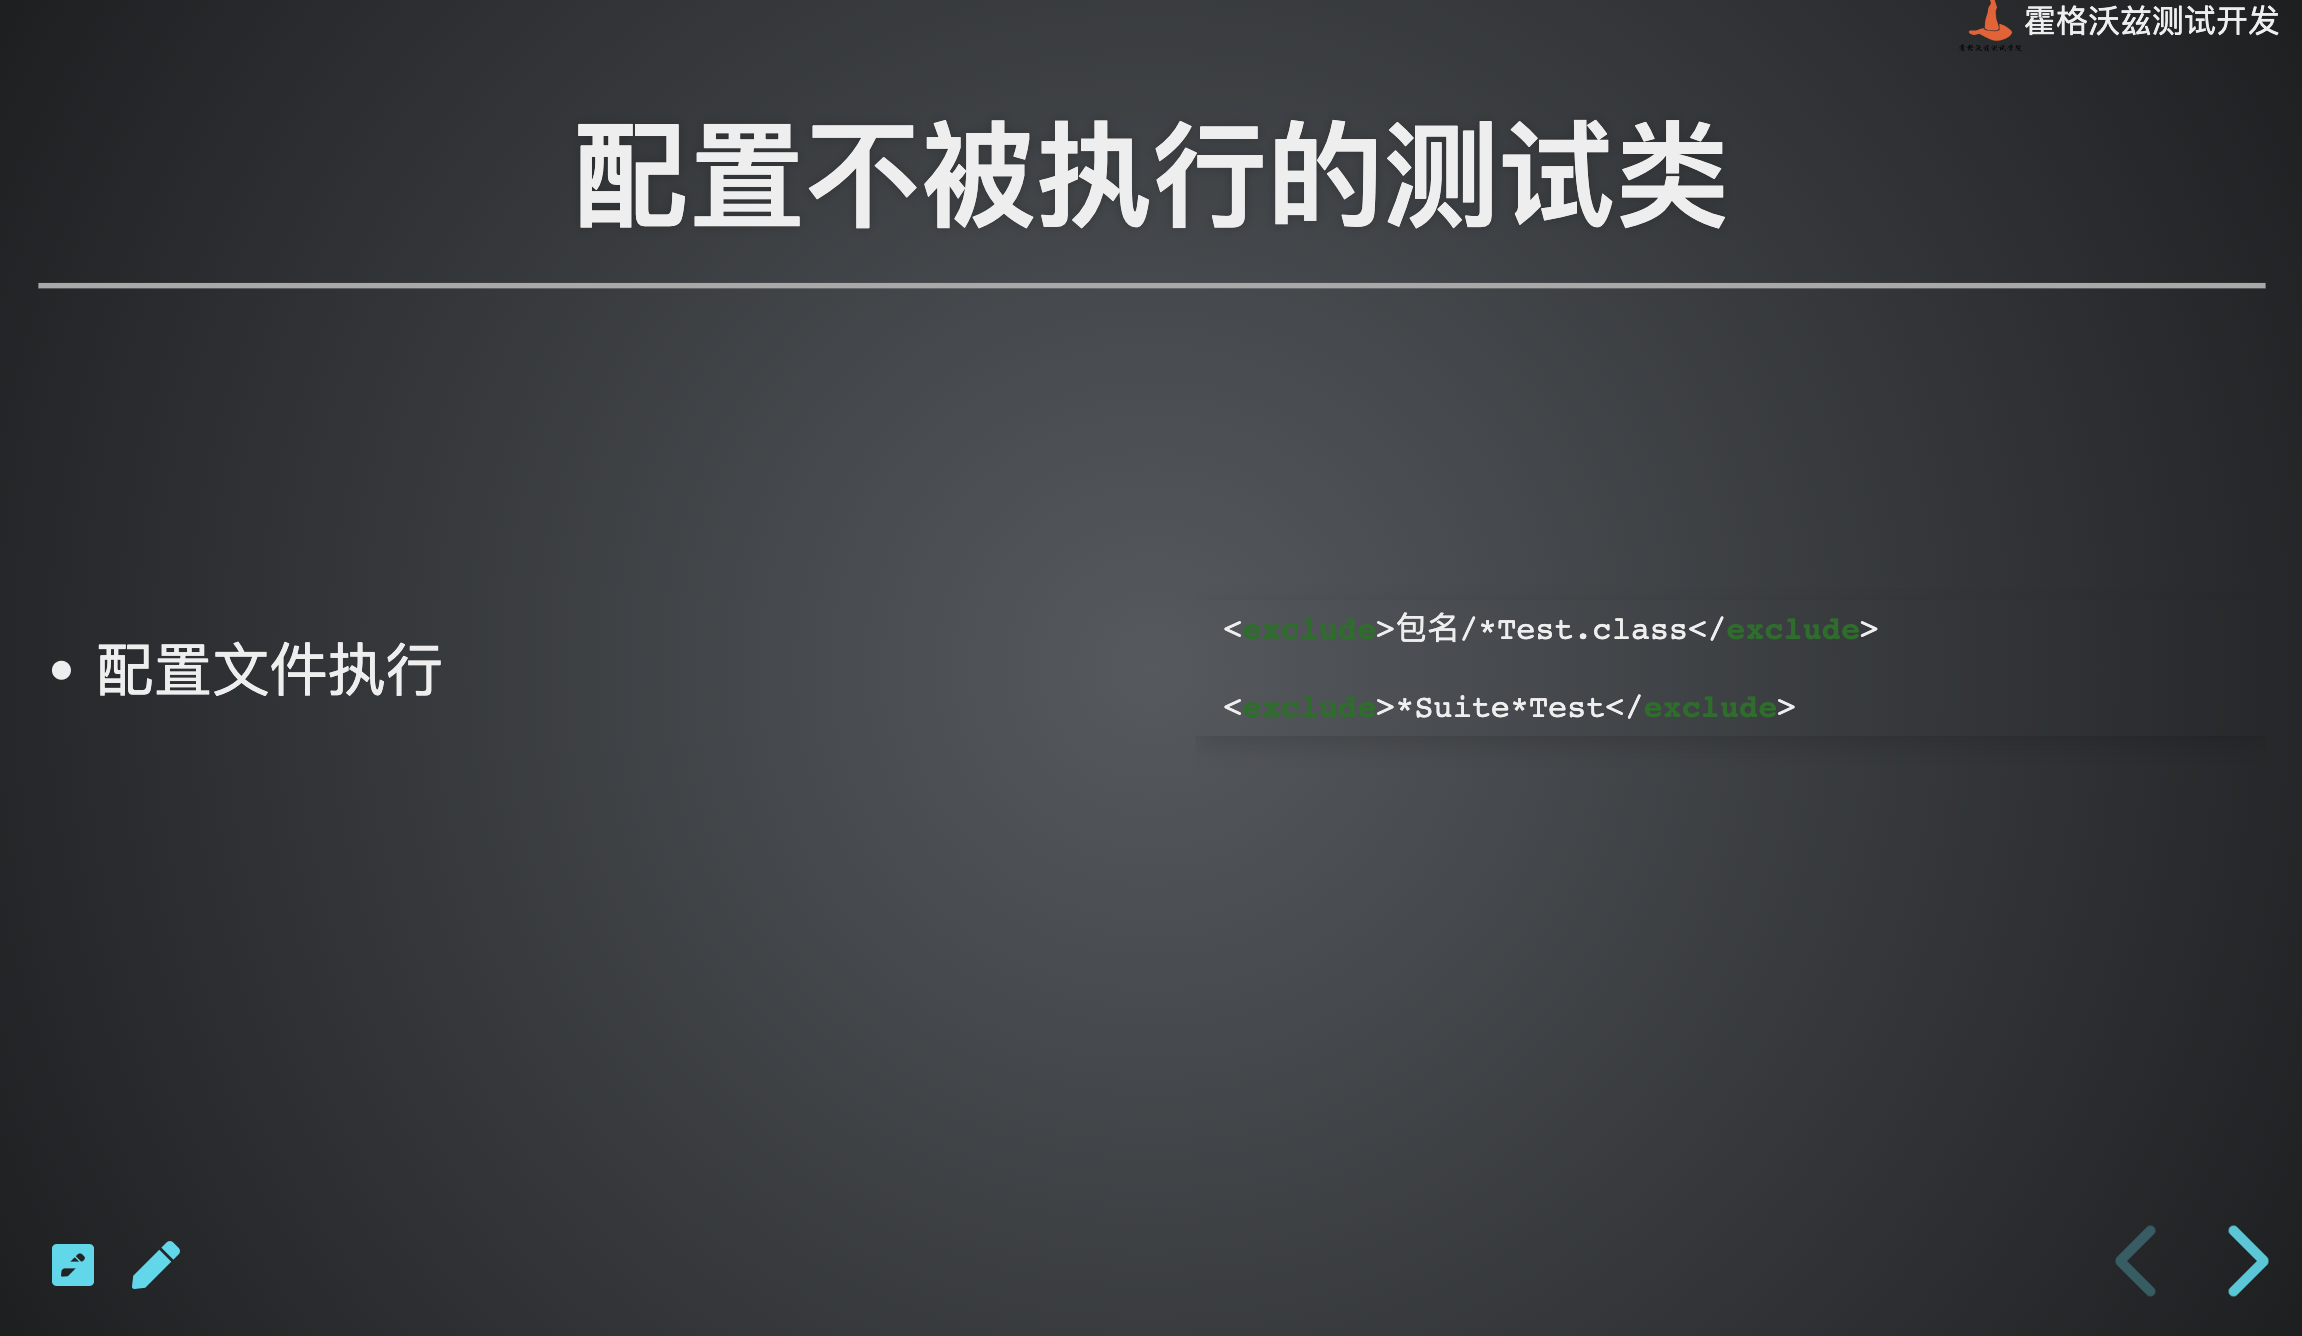 霍格沃兹测试开发
配置不被执行的测试类
• 配置文件执行
<exclude>包名/*Test.class</exclude>
<exclude>*Suite*Test</exclude>